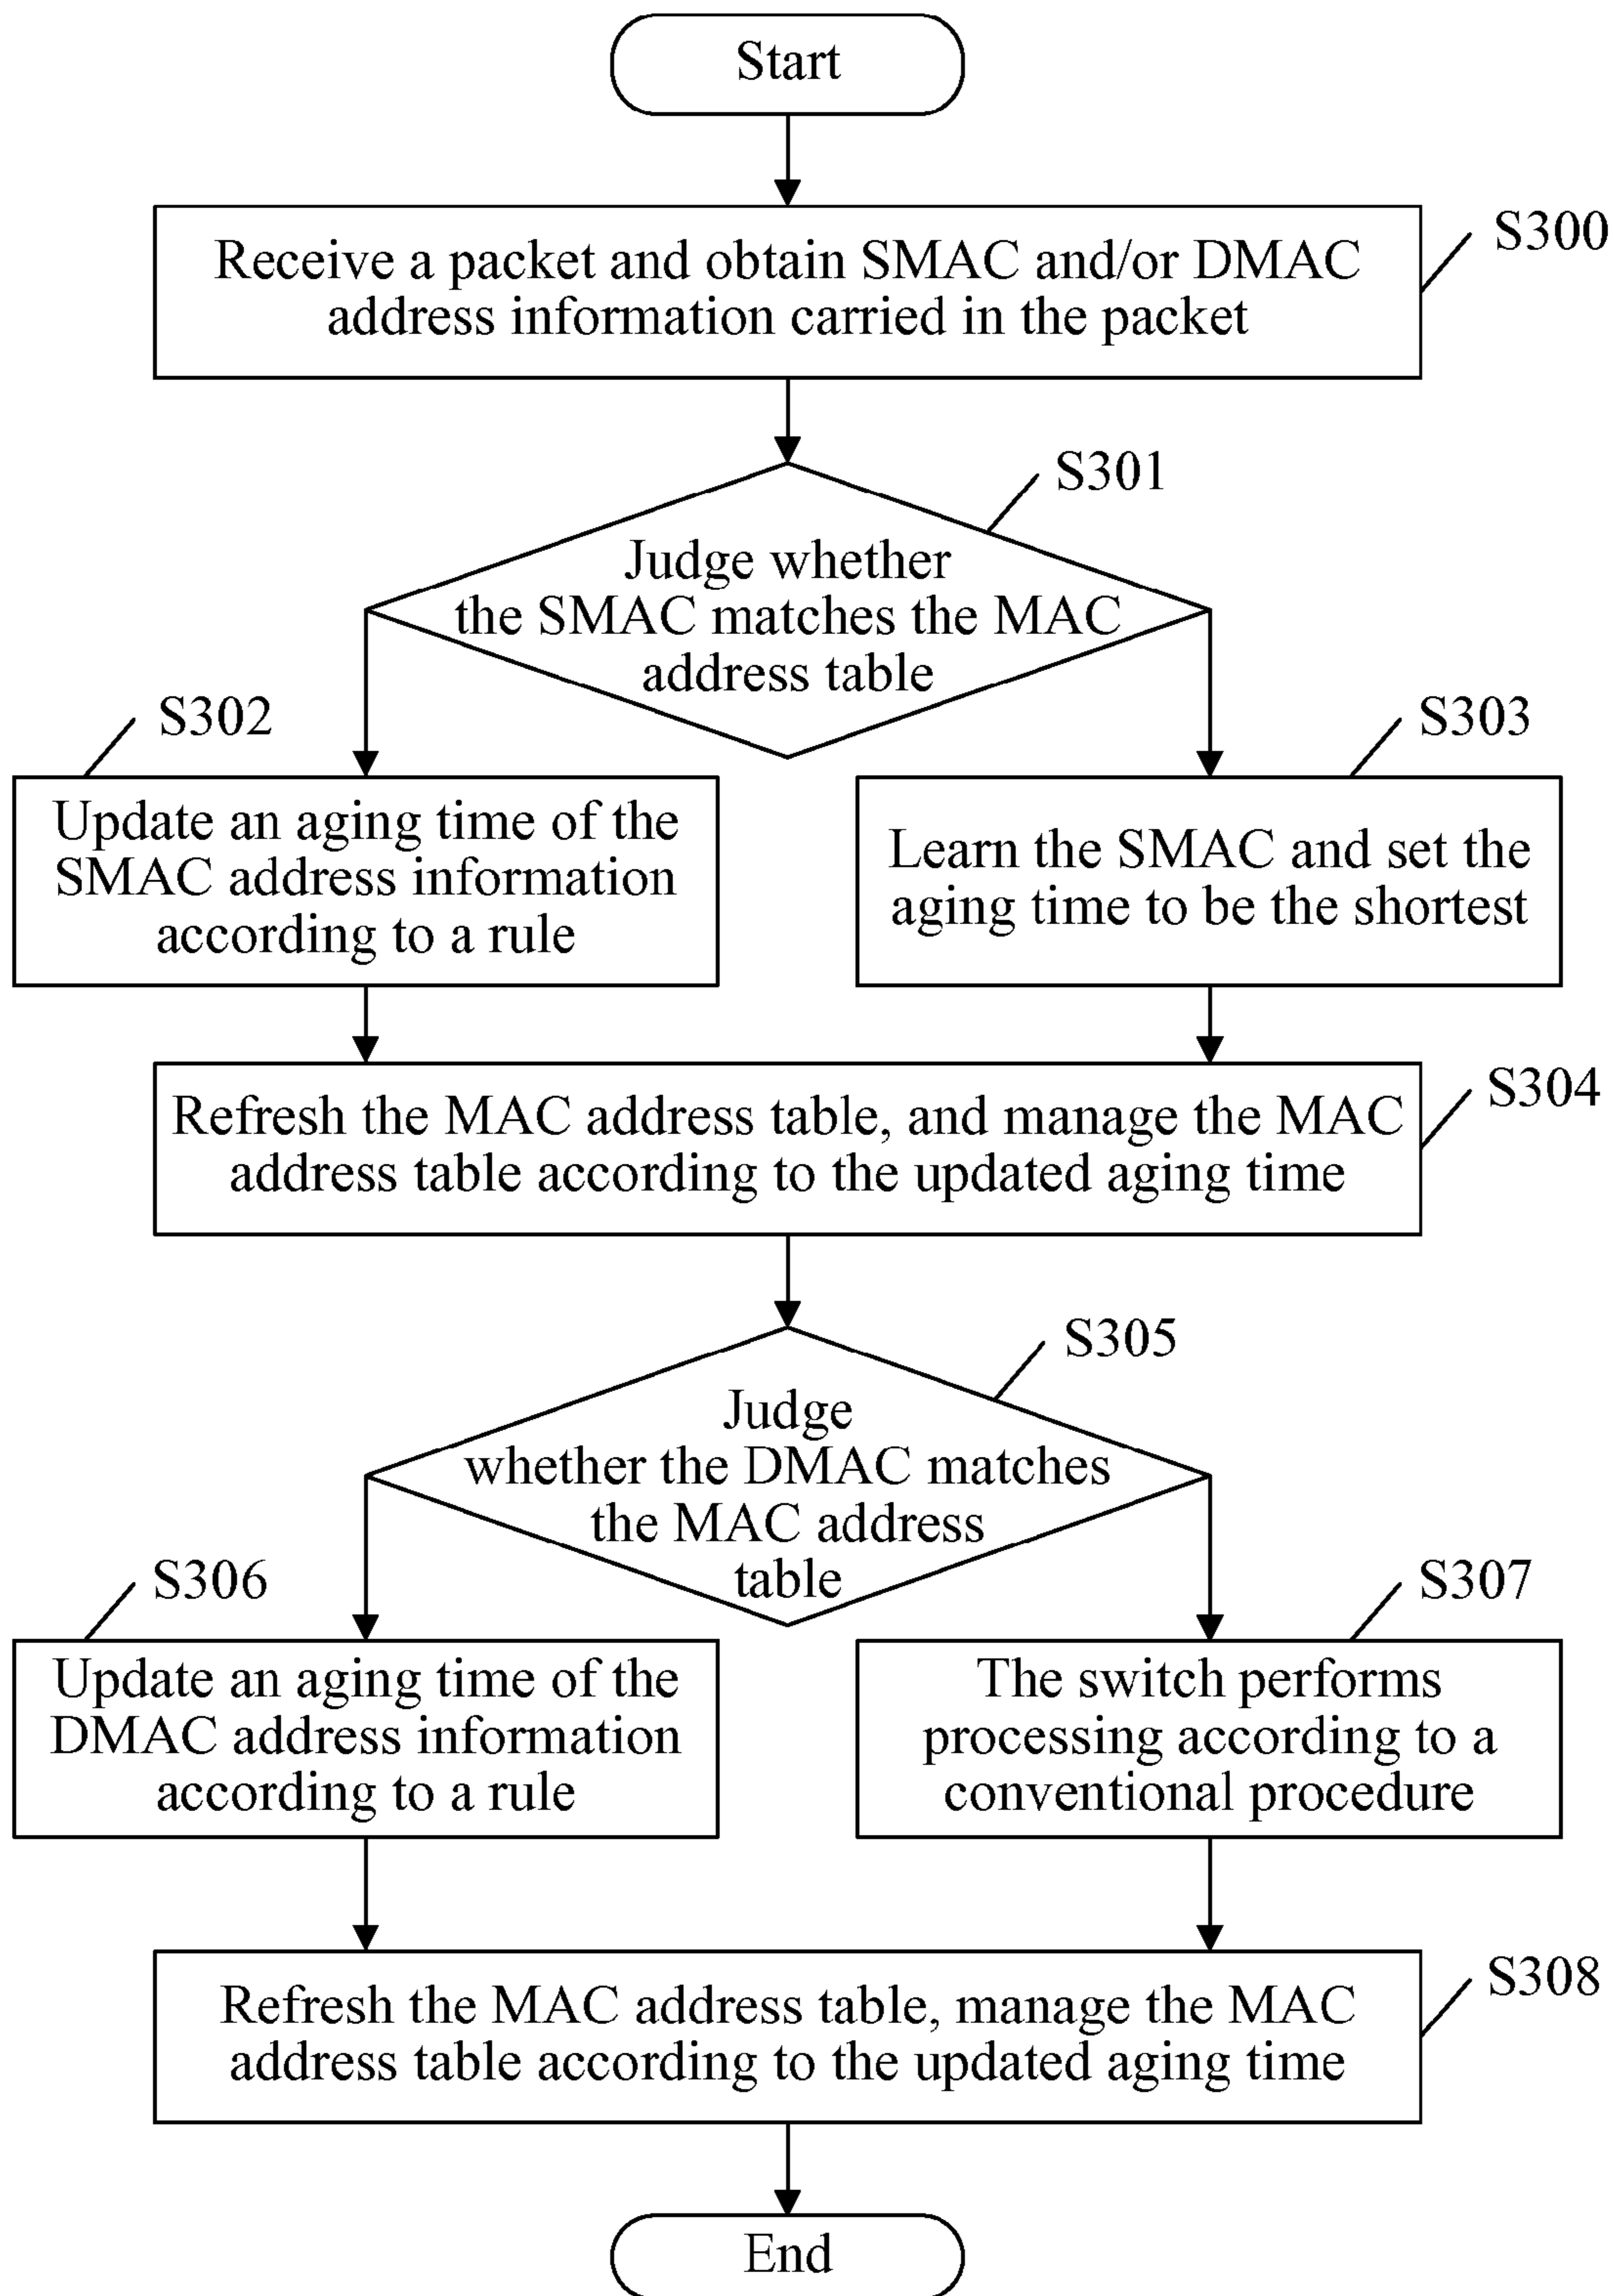 Start
Receive a packet and obtain SMAC and/or DMAC
address information carried in the packet
S300
Judge whether
the SMAC matches the MAC
address table
S301
S302
Update an aging time of the
SMAC address information
according to a rule
S303
Learn the SMAC and set the
aging time to be the shortest
Refresh the MAC address table, and manage the MAC
address table according to the updated aging time
S304
Judge
whether the DMAC matches
the MAC address
table
S305
S306
Update an aging time of the
DMAC address information
according to a rule
S307
The switch performs
processing according to a
conventional procedure
Refresh the MAC address table, manage the MAC
address table according to the updated aging time
S308
End